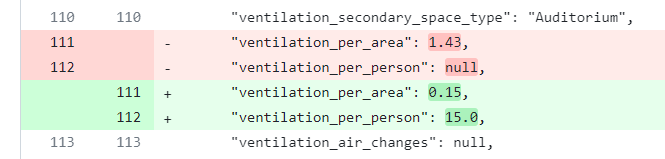 110 110 "ventilation_secondary_space_type": "Auditorium",
111 - "ventilation_per_area": 1.43,
112 - "ventilation_per_person": null,
111 + "ventilation_per_area": 0.15,
112 + "ventilation_per_person": 15.0,
113 113 "ventilation_air_changes": null,